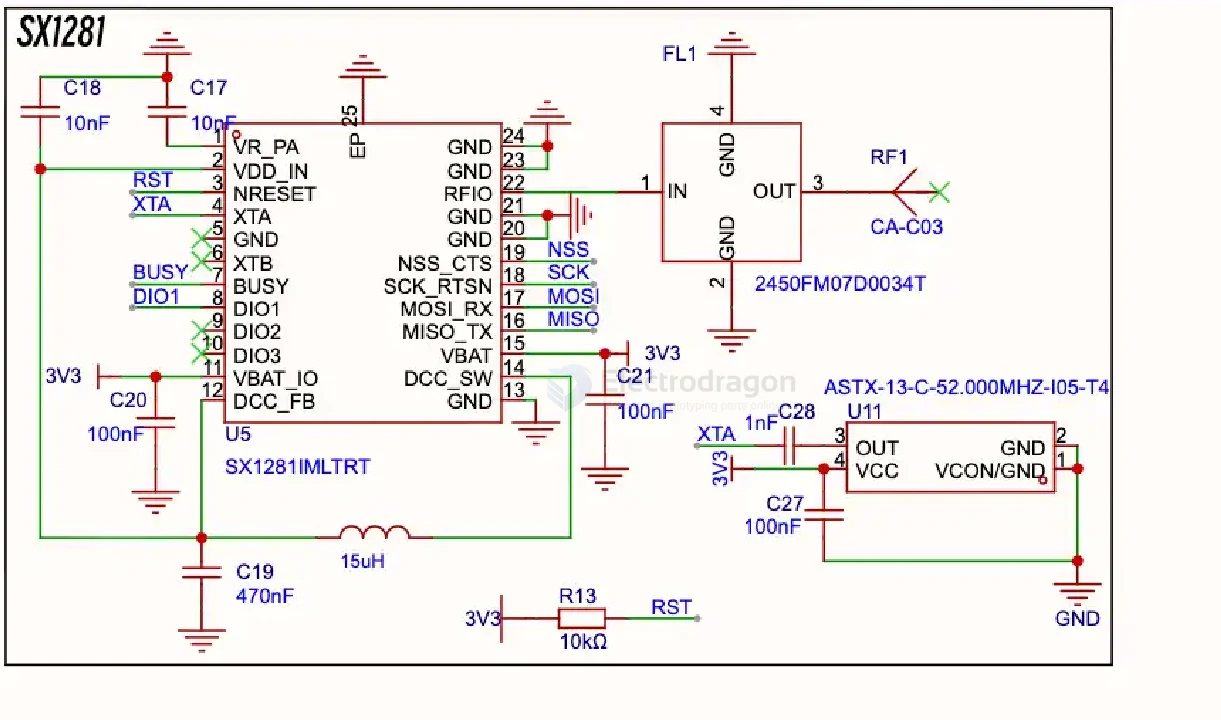 SX1281
C18
10nF
C17
10nF
EP 25
FL1
4
GND
1 IN
OUT 3
GND
2
2450FM07D0034T
RF1
CA-C03
1 VR_PA
2 VDD_IN
RST 3 NRESET
XTA 4 XTA
5 GND
6 XTB
BUSY 7 BUSY
DIO1 8 DIO1
9 DIO2
10 DIO3
3V3 11 VBAT_IO
12 DCC_FB
GND 24
GND 23
RFIO 22
GND 21
GND 20
NSS_CTS 19 NSS
SCK_RTSN 18 SCK
MOSI_RX 17 MOSI
MISO_TX 16 MISO
VBAT 15 3V3
DCC_SW 14
GND 13
C20
100nF
U5
SX1281IMLTRT
C21
100nF
Electrodragon
15uH
C19
470nF
3V3 R13 RST
10kΩ
ASTX-13-C-52.000MHZ-I05-T4
1nF C28 U11
XTA 3 OUT GND 2
3V3 4 VCC VCON/GND 1
C27
100nF
GND